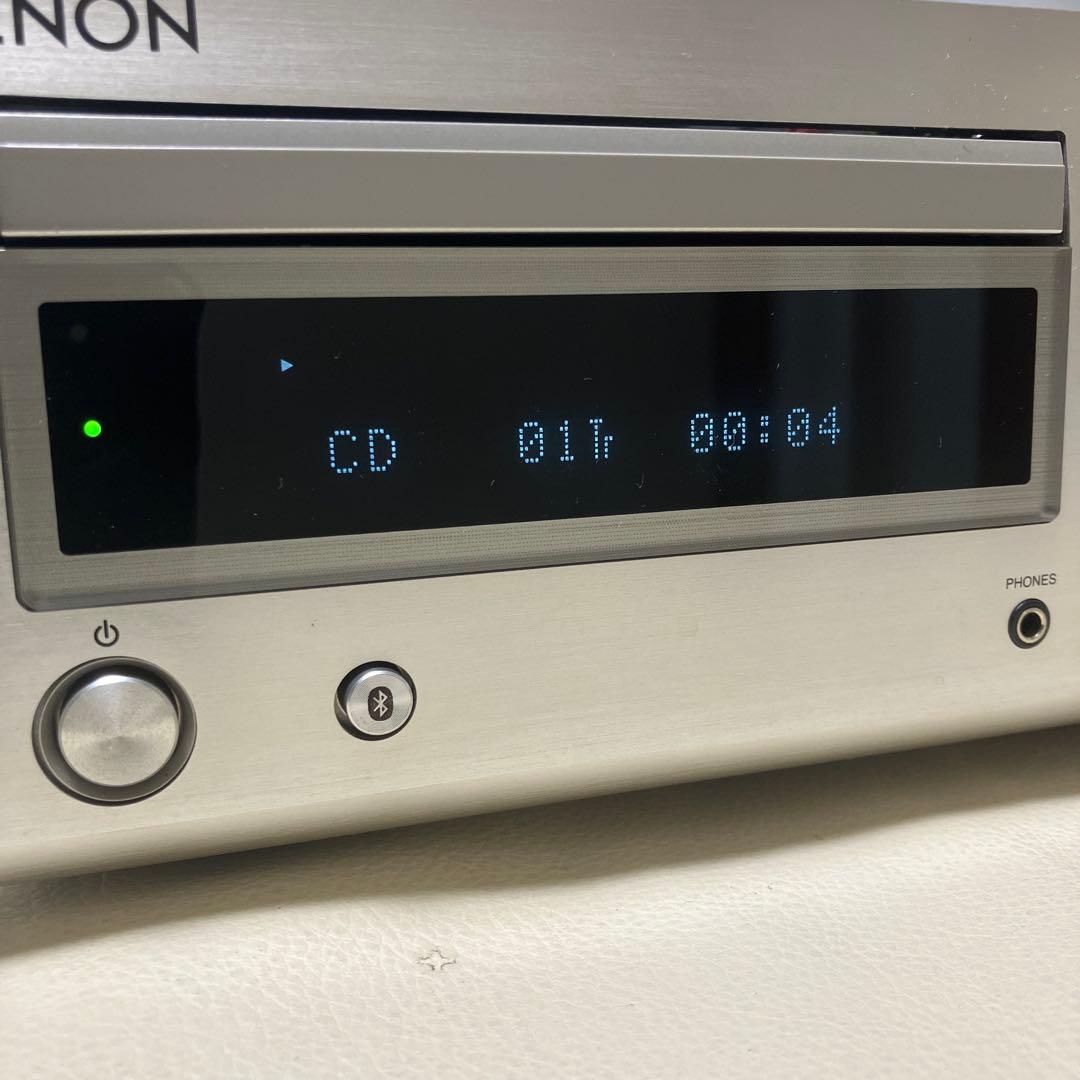 ENON
CD 01Tr 00:04
PHONES